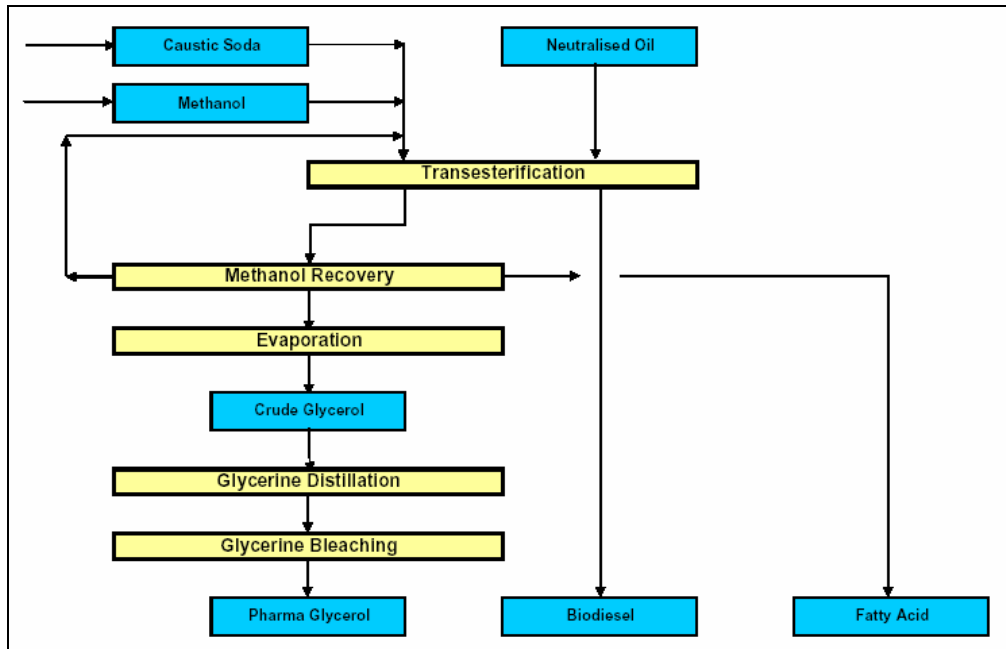 Caustic Soda
Neutralised Oil
Methanol
Transesterification
Methanol Recovery
Evaporation
Crude Glycerol
Glycerine Distillation
Glycerine Bleaching
Pharma Glycerol
Biodiesel
Fatty Acid